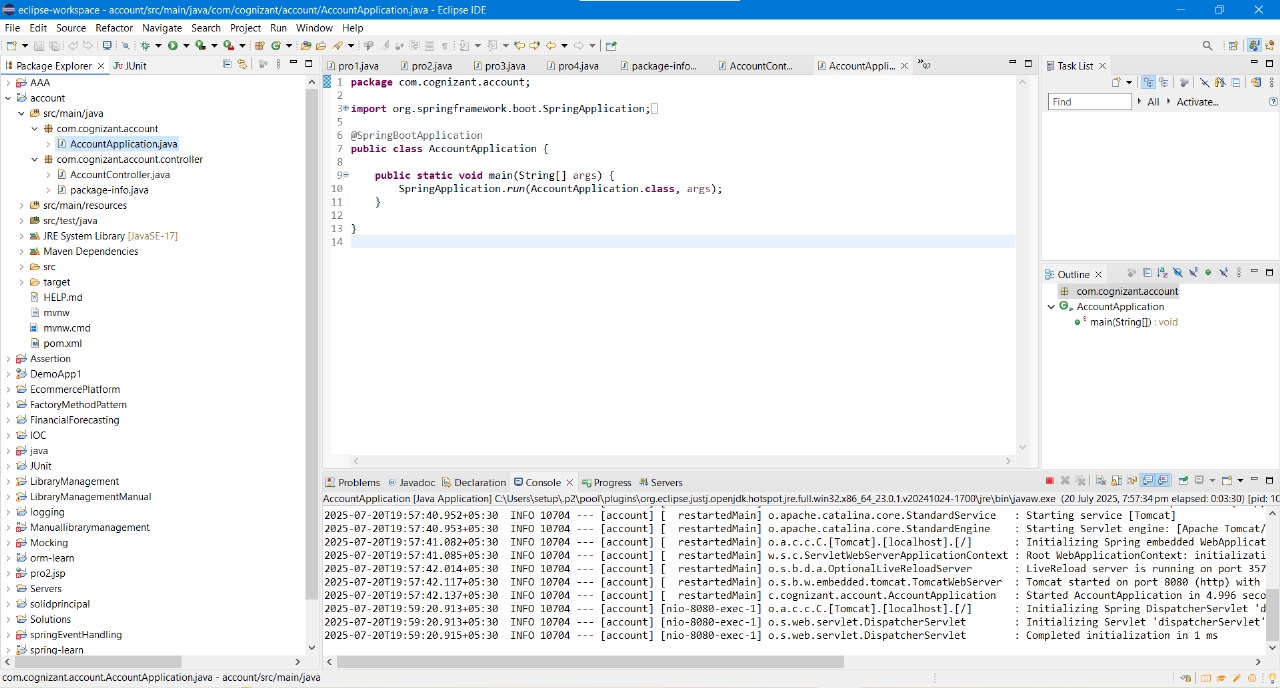 eclipse-workspace - account/src/main/java/com/cognizant/account/AccountApplication.java - Eclipse IDE
File Edit Source Refactor Navigate Search Project Run Window Help
Package Explorer
JUnit
AAA
account
src/main/java
com.cognizant.account
AccountApplication.java
com.cognizant.account.controller
AccountController.java
package-info.java
src/main/resources
src/test/java
JRE System Library [JavaSE-17]
Maven Dependencies
src
target
HELP.md
mvnw
mvnw.cmd
pom.xml
Assertion
DemoApp1
EcommercePlatform
FactoryMethodPattern
FinancialForecasting
IOC
java
JUnit
LibraryManagement
LibraryManagementManual
logging
Manuallibrarymanagement
Mocking
orm-learn
pro2.jsp
Servers
solidprincipal
Solutions
springEventHandling
spring-learn
pro1.java pro2.java pro3.java pro4.java package-info... AccountCont... AccountAppli...
1 package com.cognizant.account;
2
3 import org.springframework.boot.SpringApplication;
5
6 @SpringBootApplication
7 public class AccountApplication {
8
9 public static void main(String[] args) {
10 SpringApplication.run(AccountApplication.class, args);
11 }
12
13 }
14
Task List
Find All Activate...
Outline
com.cognizant.account
AccountApplication
main(String[]) : void
Problems Javadoc Declaration Console Progress Servers
AccountApplication [Java Application] C:\Users\setup\.p2\pool\plugins\org.eclipse.justj.openjdk.hotspot.jre.full.win32.x86_64_23.0.1.v20241024-1700\jre\bin\javaw.exe (20 July 2025, 7:57:34 pm elapsed: 0:03:30) [pid: 10
2025-07-20T19:57:40.952+05:30 INFO 10704 --- [account] [ restartedMain] o.apache.catalina.core.StandardService : Starting service [Tomcat]
2025-07-20T19:57:40.953+05:30 INFO 10704 --- [account] [ restartedMain] o.apache.catalina.core.StandardEngine : Starting Servlet engine: [Apache Tomcat/
2025-07-20T19:57:41.082+05:30 INFO 10704 --- [account] [ restartedMain] o.a.c.c.C.[Tomcat].[localhost].[/] : Initializing Spring embedded WebApplicat
2025-07-20T19:57:41.085+05:30 INFO 10704 --- [account] [ restartedMain] w.s.c.ServletWebServerApplicationContext : Root WebApplicationContext: initializati
2025-07-20T19:57:42.014+05:30 INFO 10704 --- [account] [ restartedMain] o.s.b.d.a.OptionalLiveReloadServer : LiveReload server is running on port 357
2025-07-20T19:57:42.117+05:30 INFO 10704 --- [account] [ restartedMain] o.s.b.w.embedded.tomcat.TomcatWebServer : Tomcat started on port 8080 (http) with
2025-07-20T19:57:42.137+05:30 INFO 10704 --- [account] [ restartedMain] c.cognizant.account.AccountApplication : Started AccountApplication in 4.996 seco
2025-07-20T19:59:20.913+05:30 INFO 10704 --- [account] [nio-8080-exec-1] o.a.c.c.C.[Tomcat].[localhost].[/] : Initializing Spring DispatcherServlet 'd
2025-07-20T19:59:20.913+05:30 INFO 10704 --- [account] [nio-8080-exec-1] o.s.web.servlet.DispatcherServlet : Initializing Servlet 'dispatcherServlet'
2025-07-20T19:59:20.915+05:30 INFO 10704 --- [account] [nio-8080-exec-1] o.s.web.servlet.DispatcherServlet : Completed initialization in 1 ms
com.cognizant.account.AccountApplication.java - account/src/main/java